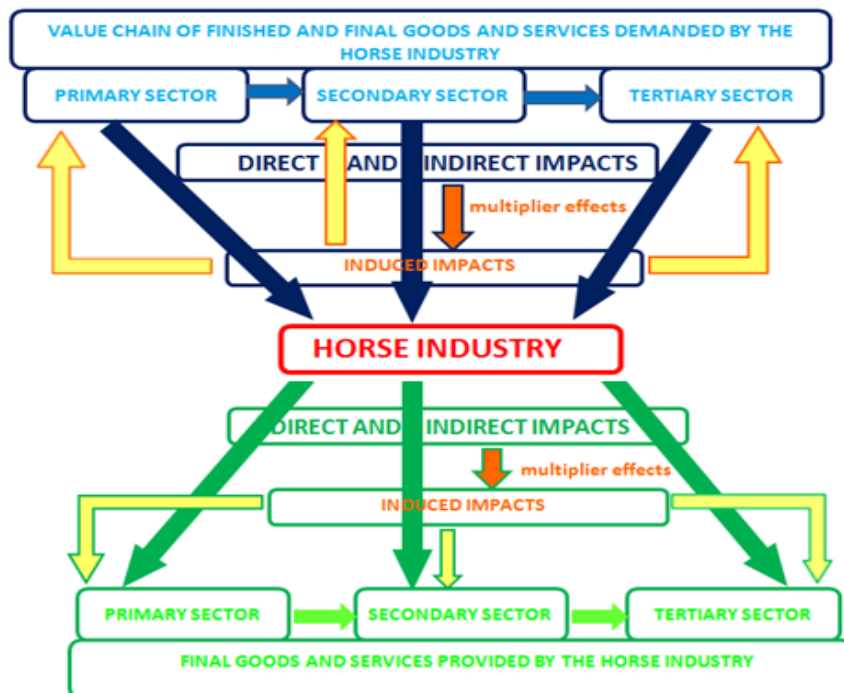 VALUE CHAIN OF FINISHED AND FINAL GOODS AND SERVICES DEMANDED BY THE
HORSE INDUSTRY
PRIMARY SECTOR
SECONDARY SECTOR
TERTIARY SECTOR
DIRECT AND INDIRECT IMPACTS
multiplier effects
INDUCED IMPACTS
HORSE INDUSTRY
DIRECT AND INDIRECT IMPACTS
multiplier effects
INDUCED IMPACTS
PRIMARY SECTOR
SECONDARY SECTOR
TERTIARY SECTOR
FINAL GOODS AND SERVICES PROVIDED BY THE HORSE INDUSTRY